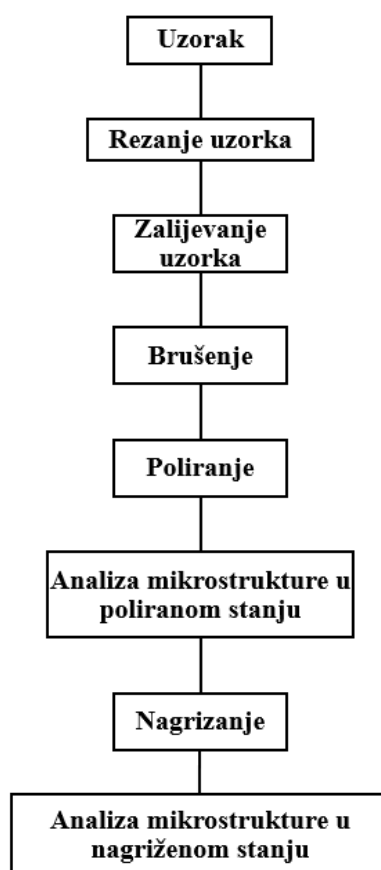 Uzorak
Rezanje uzorka
Zalijevanje
uzorka
Brušenje
Poliranje
Analiza mikrostrukture u
poliranom stanju
Nagrizanje
Analiza mikrostrukture u
nagriženom stanju